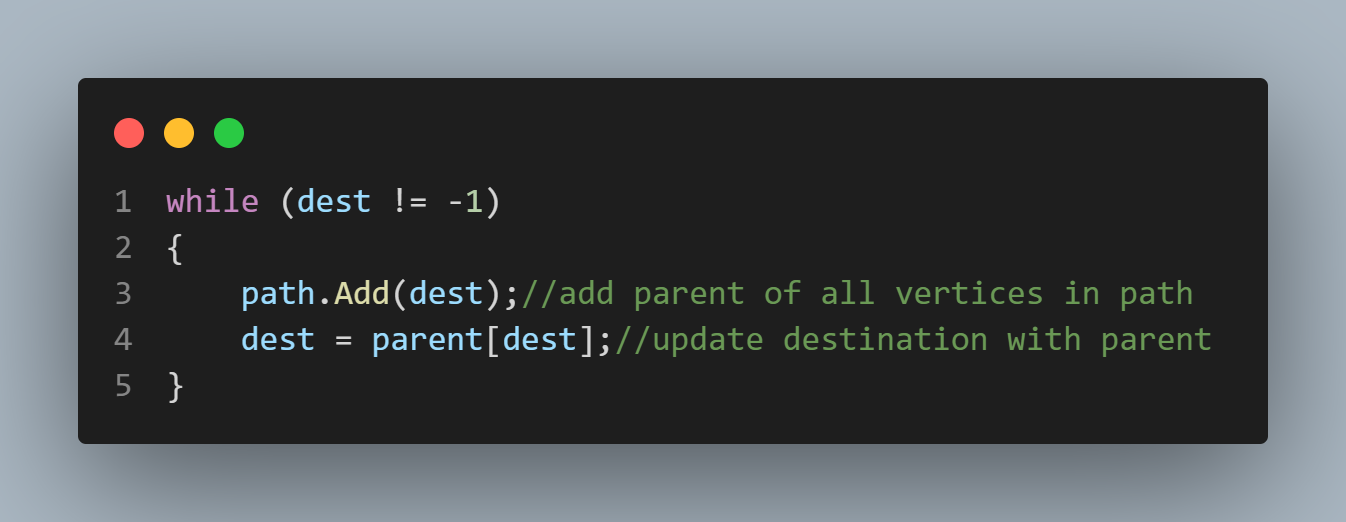 1 while (dest != -1)
2 {
3     path.Add(dest);//add parent of all vertices in path
4     dest = parent[dest];//update destination with parent
5 }